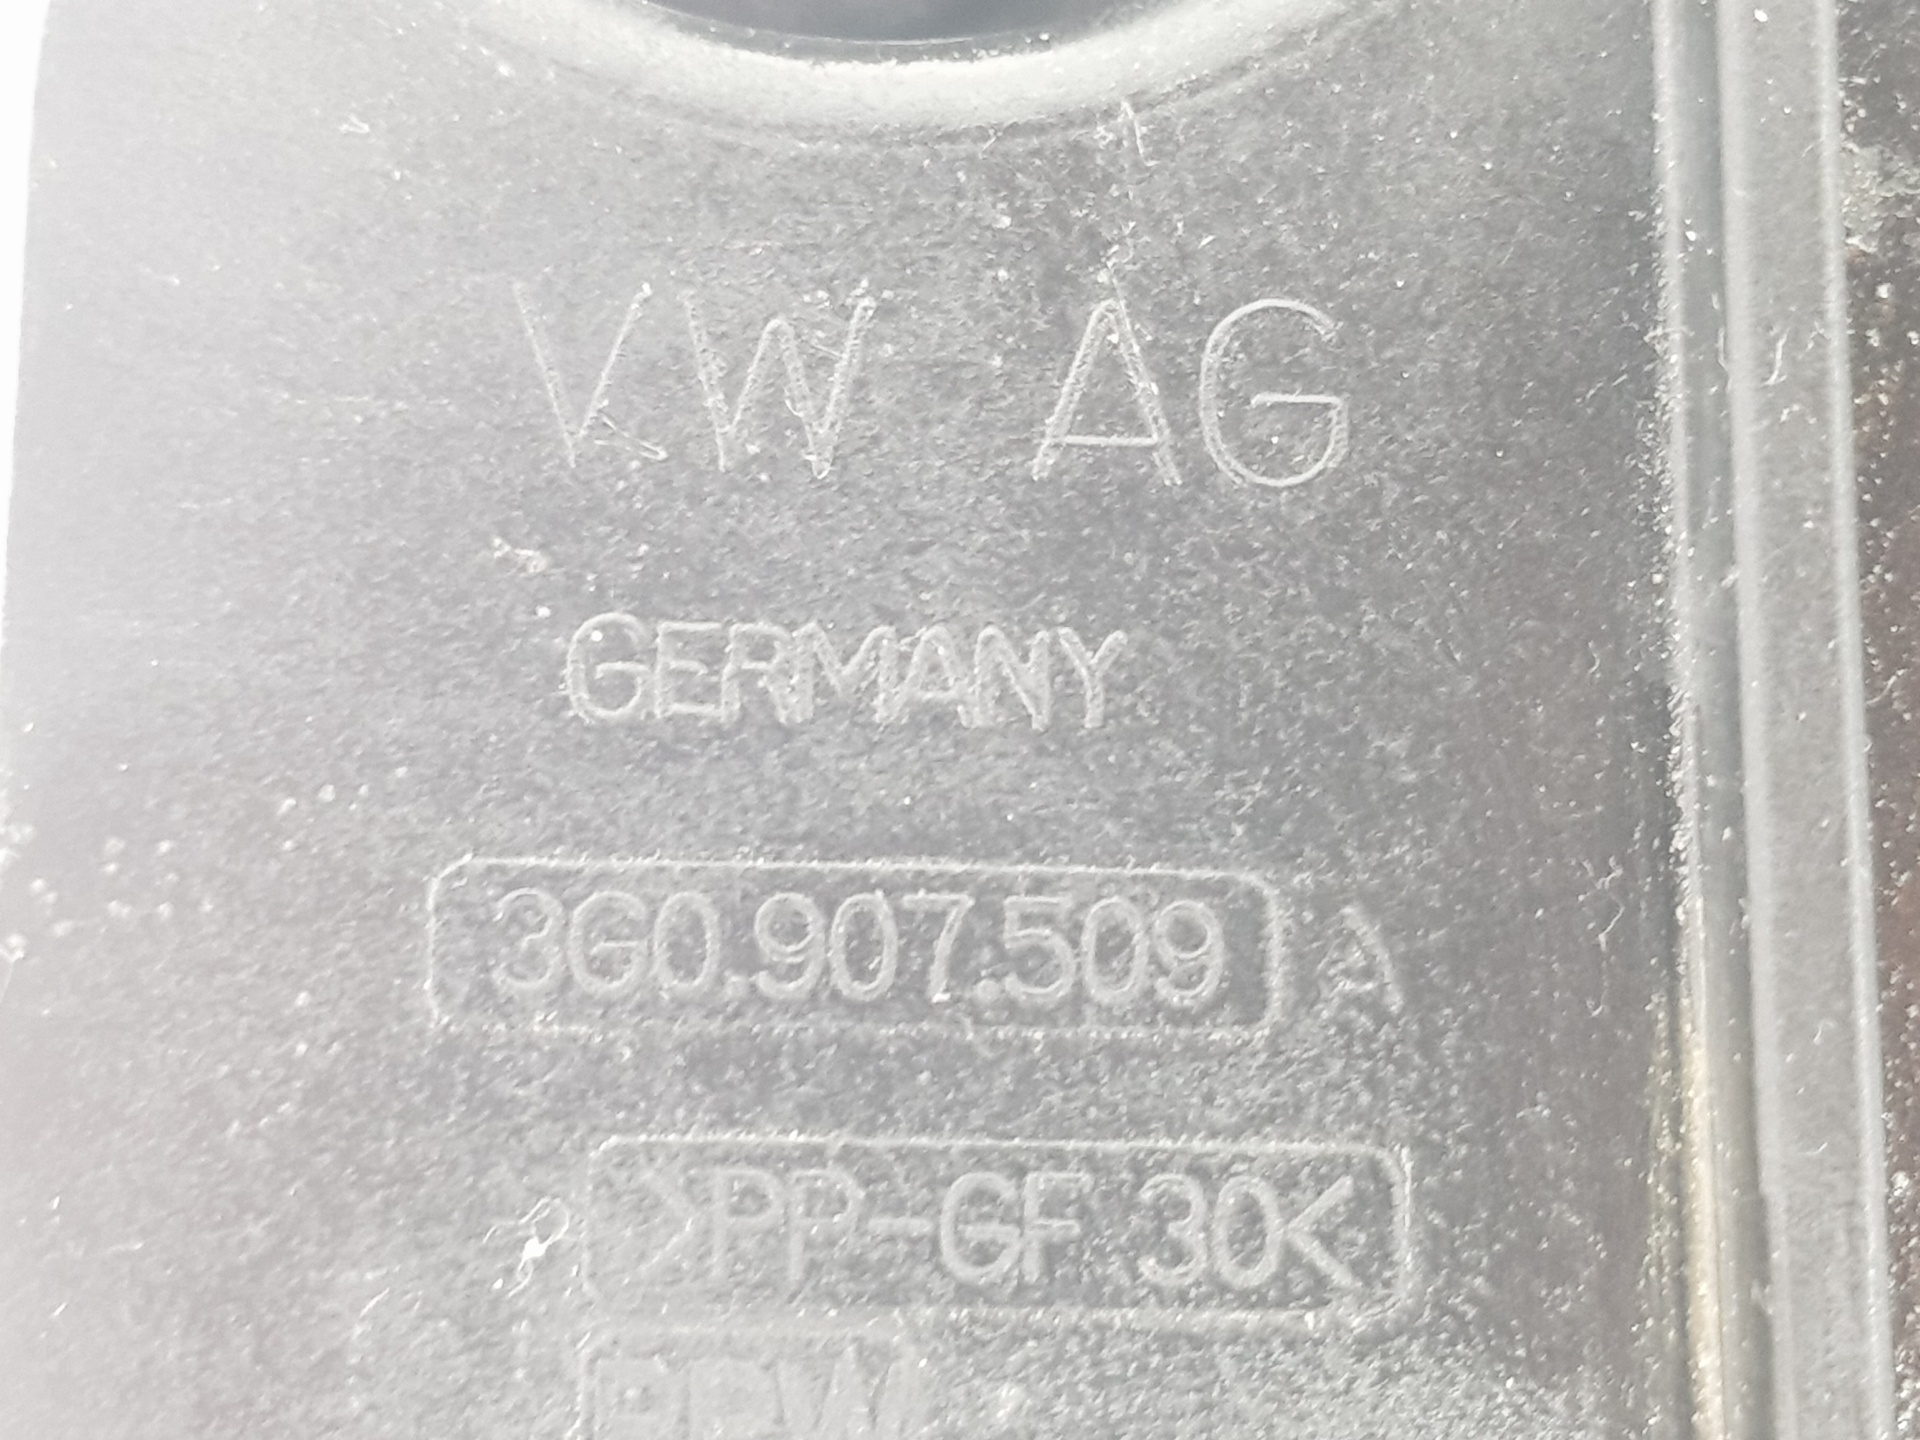 VW AG
GERMANY
3G0.907.509 A
>PP-GF 30<